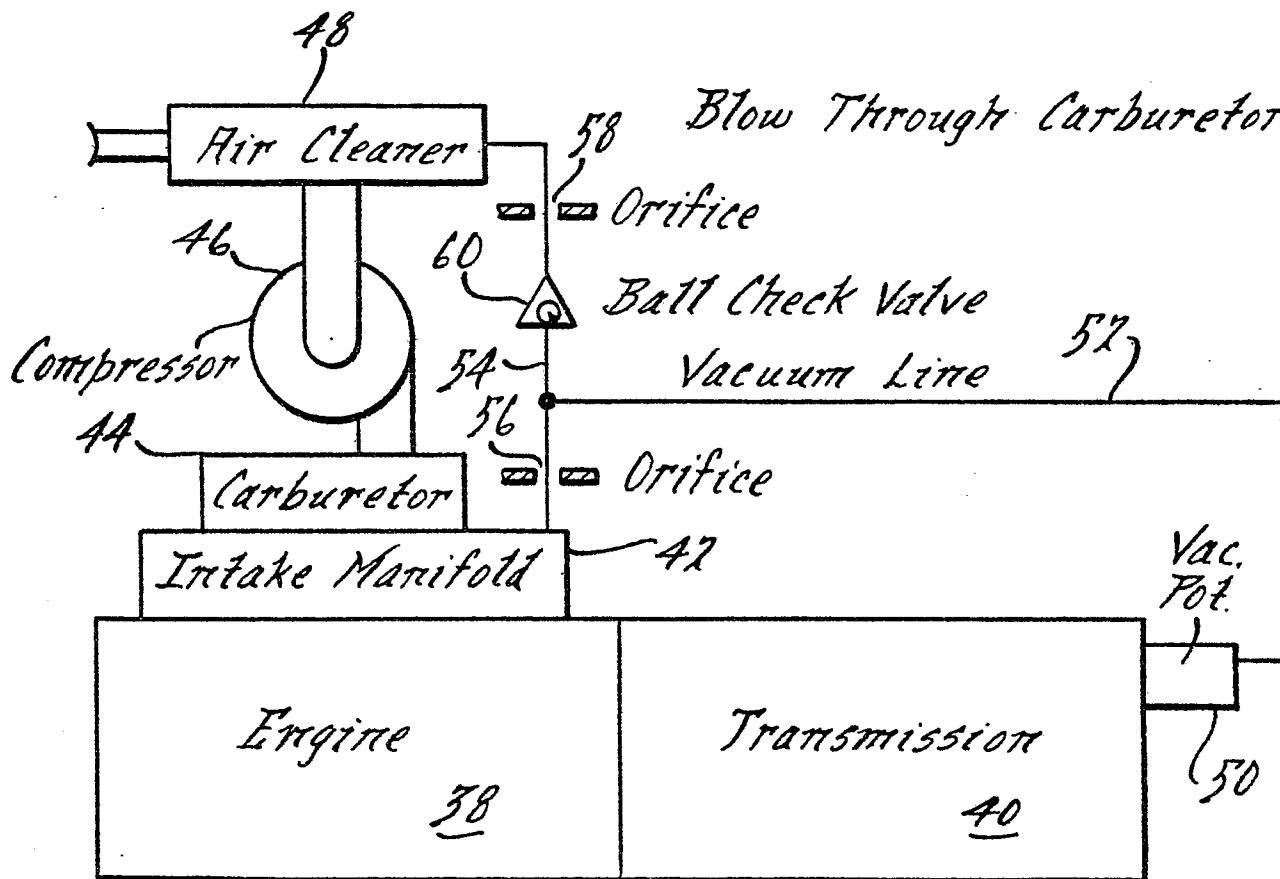 48
Blow Through Carburetor
Air Cleaner
58
Orifice
46
60
Ball Check Valve
Compressor
54
Vacuum Line
52
44
56
Carburetor
Orifice
Intake Manifold
42
Vac.
Pot.
Engine
Transmission
50
38
40